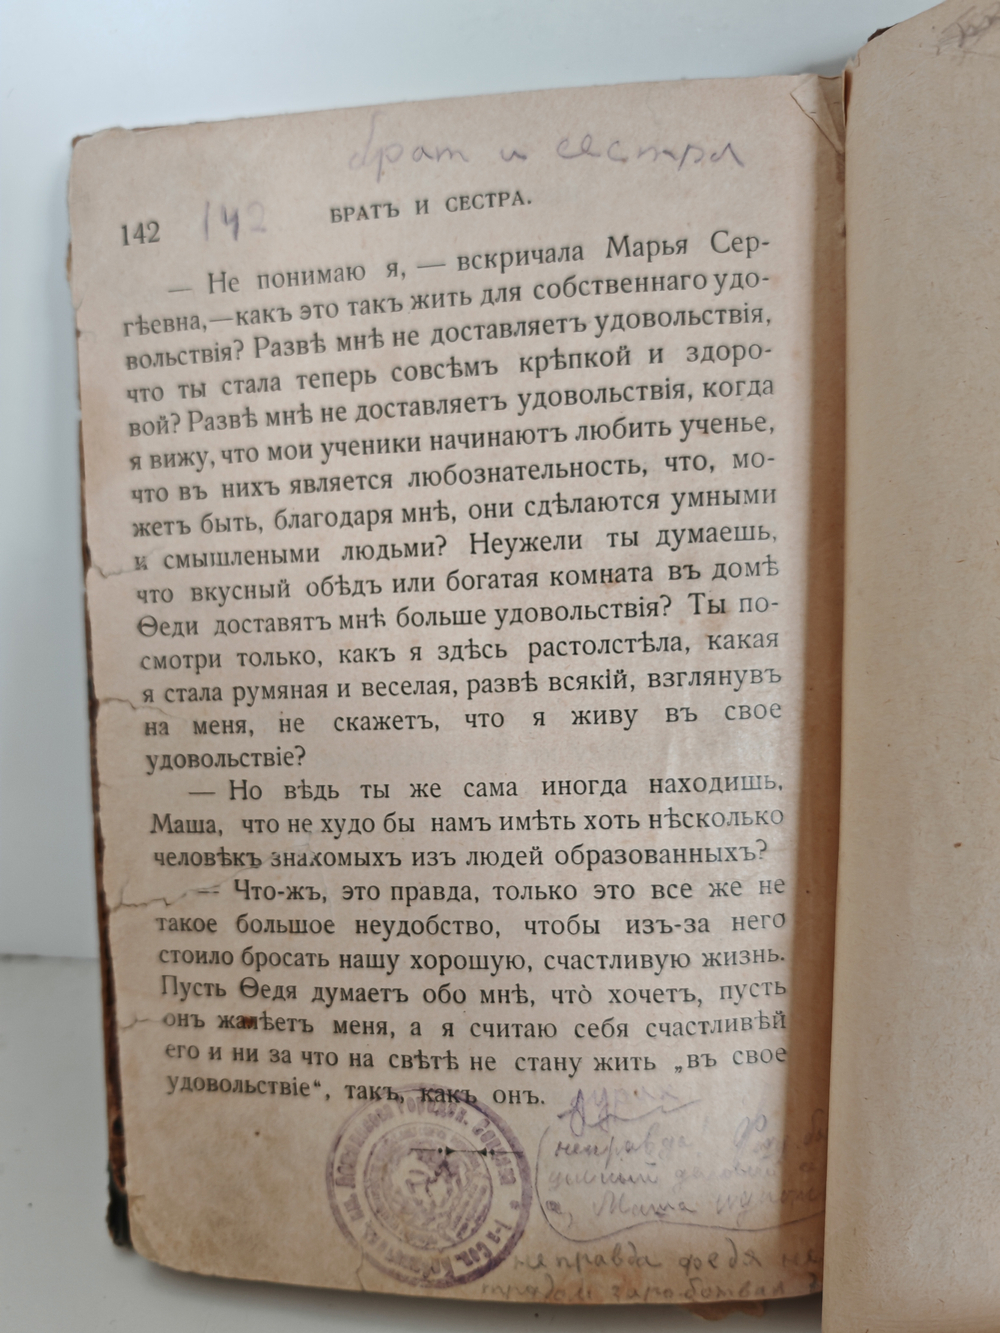 брат и сестра
142 142 БРАТЪ И СЕСТРА.
— Не понимаю я, — вскричала Марья Сер-
гѣевна,—какъ это такъ жить для собственнаго удо-
вольствія? Развѣ мнѣ не доставляетъ удовольствія,
что ты стала теперь совсѣмъ крѣпкой и здоро-
вой? Развѣ мнѣ не доставляетъ удовольствія, когда
я вижу, что мои ученики начинаютъ любить ученье,
что въ нихъ является любознательность, что, мо-
жетъ быть, благодаря мнѣ, они сдѣлаются умными
и смышлеными людьми? Неужели ты думаешь,
что вкусный обѣдъ или богатая комната въ домѣ
Ѳеди доставятъ мнѣ больше удовольствія? Ты по-
смотри только, какъ я здѣсь растолстѣла, какая
я стала румяная и веселая, развѣ всякій, взглянувъ
на меня, не скажетъ, что я живу въ свое
удовольствіе?
— Но вѣдь ты же сама иногда находишь,
Маша, что не худо бы намъ имѣть хоть нѣсколько
человѣкъ знакомыхъ изъ людей образованныхъ?
— Что-жъ, это правда, только это все же не
такое большое неудобство, чтобы изъ-за него
стоило бросать нашу хорошую, счастливую жизнь.
Пусть Ѳедя думаетъ обо мнѣ, что̀ хочетъ, пусть
онъ жалѣетъ меня, а я считаю себя счастливѣй
его и ни за что на свѣтѣ не стану жить „въ свое
удовольствіе“, такъ, какъ онъ.
неправда!
Маша
неправда федя
трудом